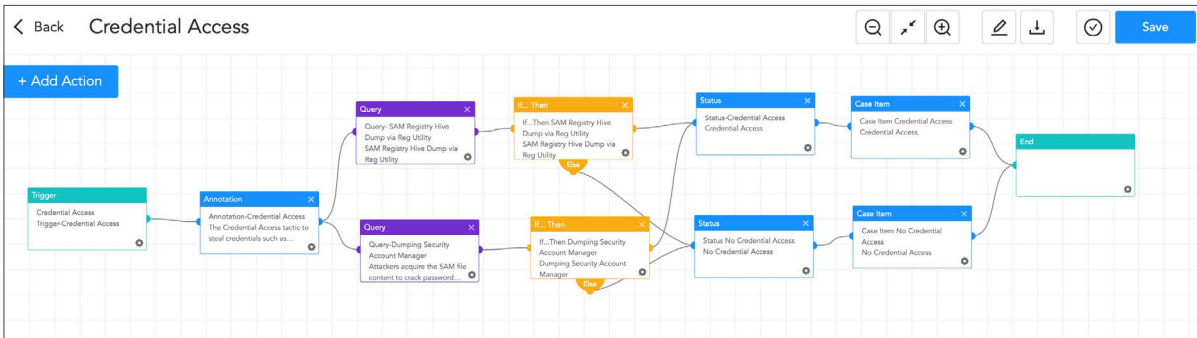 Back
Credential Access
Save
+ Add Action
Trigger
Credential Access
Trigger-Credential Access
Annotation
Annotation-Credential Access
The Credential Access tactic to
steal credentials such as...
Query
Query- SAM Registry Hive
Dump via Reg Utility
SAM Registry Hive Dump via
Reg Utility
Query
Query-Dumping Security
Account Manager
Attackers acquire the SAM file
content to crack password...
If... Then
If...Then SAM Registry Hive
Dump via Reg Utility
SAM Registry Hive Dump via
Reg Utility
Else
If... Then
If...Then Dumping Security
Account Manager
Dumping Security Account
Manager
Else
Status
Status-Credential Access
Credential Access
Status
Status No Credential Access
No Credential Access
Case Item
Case Item Credential Access
Credential Access
Case Item
Case Item No Credential
Access
No Credential Access
End